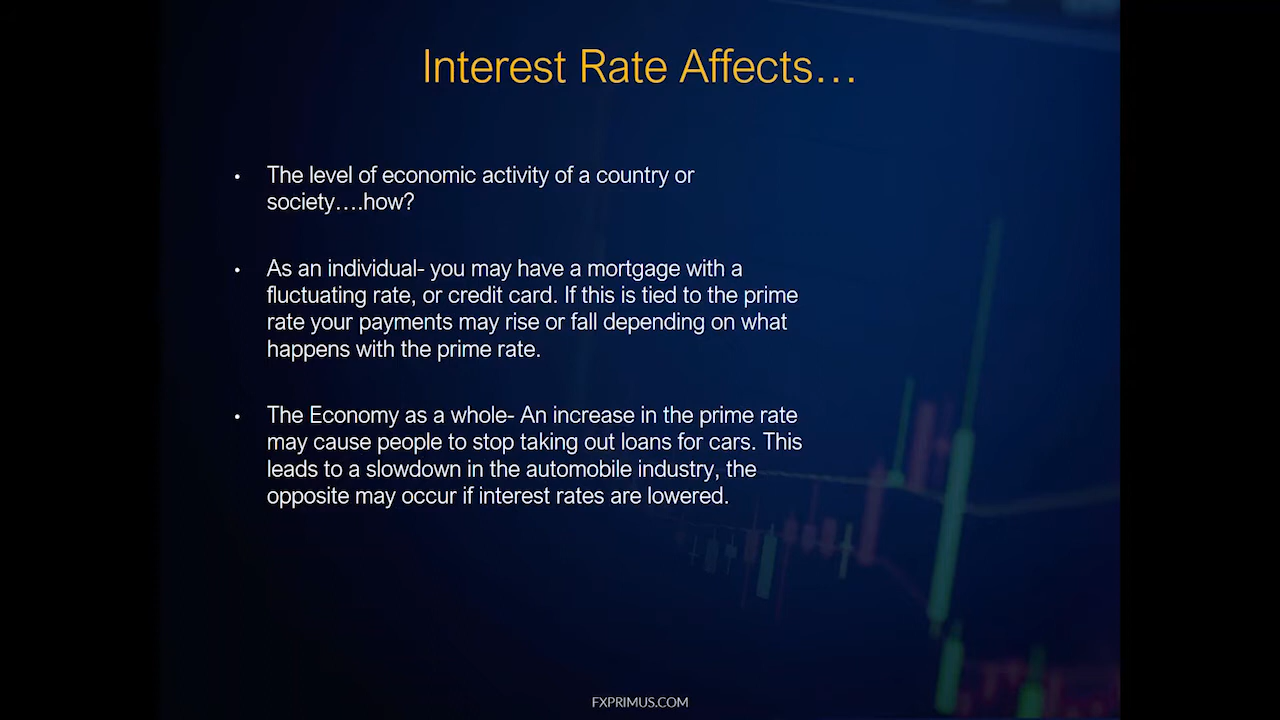 Interest Rate Affects…
• The level of economic activity of a country or
society….how?
• As an individual- you may have a mortgage with a
fluctuating rate, or credit card. If this is tied to the prime
rate your payments may rise or fall depending on what
happens with the prime rate.
• The Economy as a whole- An increase in the prime rate
may cause people to stop taking out loans for cars. This
leads to a slowdown in the automobile industry, the
opposite may occur if interest rates are lowered.
FXPRIMUS.COM